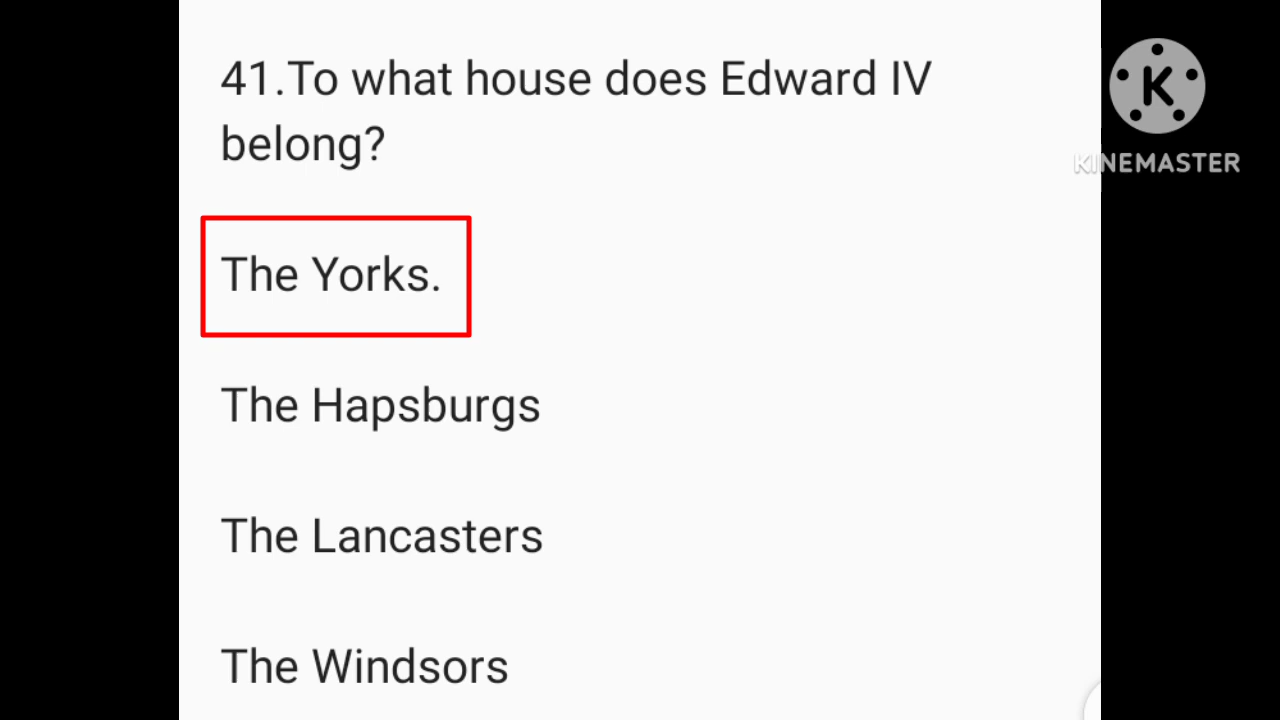 41.To what house does Edward IV
belong?
The Yorks.
The Hapsburgs
The Lancasters
The Windsors
K
KINEMASTER